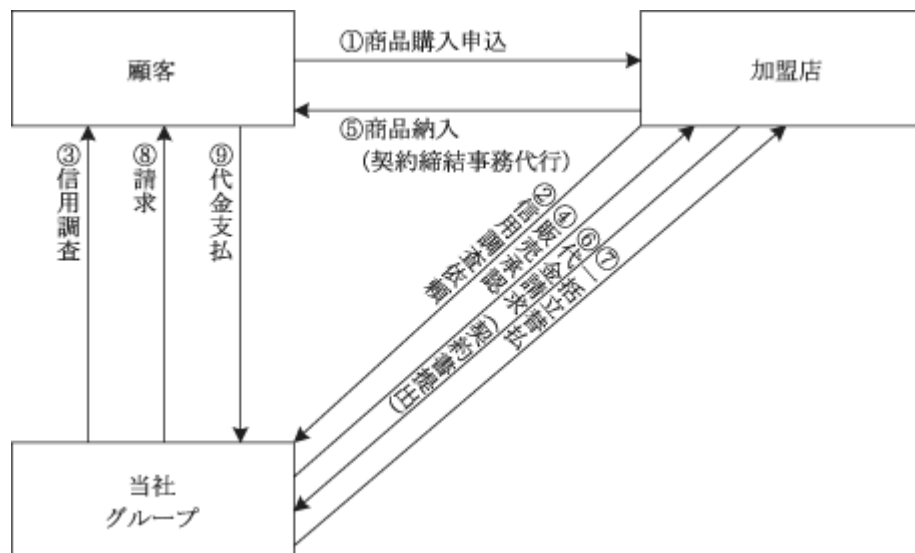 ①商品購入申込
顧客
加盟店
⑤商品納入
(契約締結事務代行)
③信用調査
⑧請求
⑨代金支払
②信用調査依頼
④販売承認
⑥代金請求
(契約書提出)
⑦一括立替払
当社
グループ